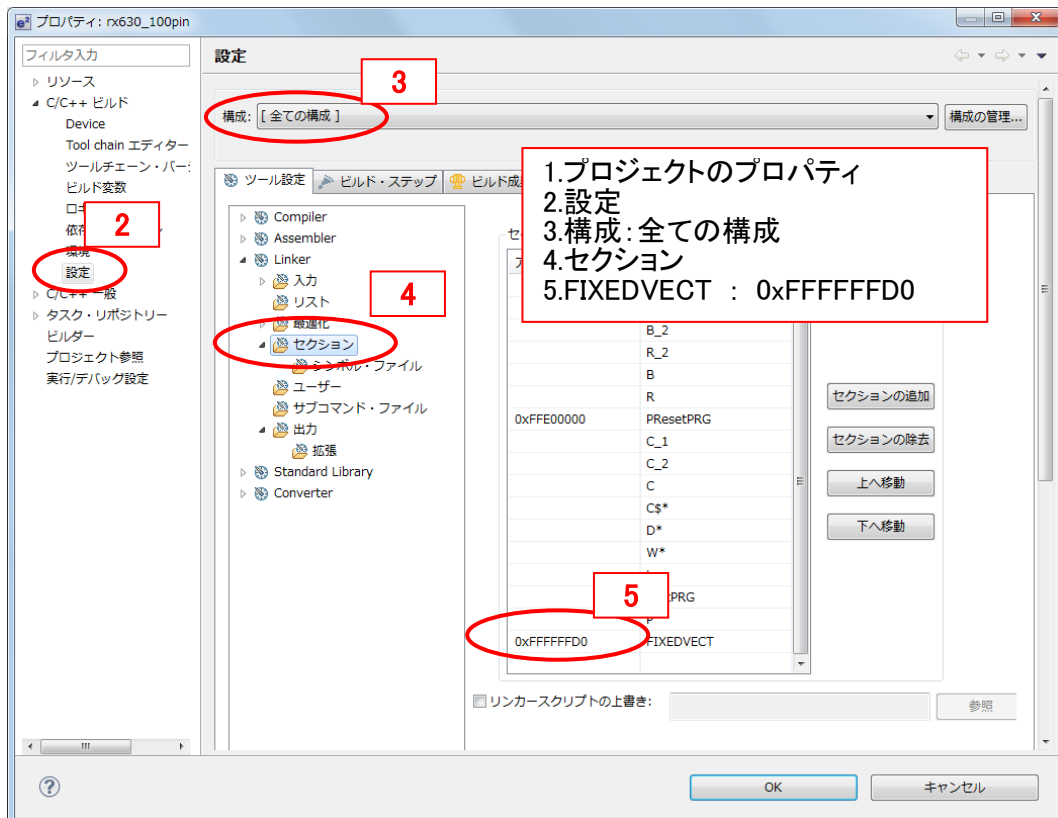 e² プロパティ: rx630_100pin
フィルタ入力
リソース
C/C++ ビルド
Device
Tool chain エディター
ツールチェーン・バー
ビルド変数
環境
設定
C/C++ 一般
タスク・リポジトリー
ビルダー
プロジェクト参照
実行/デバッグ設定
2
設定
3
構成: [ 全ての構成 ]
構成の管理...
ツール設定
ビルド・ステップ
1.プロジェクトのプロパティ
2.設定
3.構成：全ての構成
4.セクション
5.FIXEDVECT : 0xFFFFFFD0
Compiler
Assembler
Linker
入力
リスト
最適化
セクション
シンボル・ファイル
ユーザー
サブコマンド・ファイル
出力
拡張
Standard Library
Converter
4
B_2
R_2
B
R
0xFFE00000 PResetPRG
C_1
C_2
C
C$*
D*
W*
PRG
P
0xFFFFFFD0 FIXEDVECT
5
セクションの追加
セクションの除去
上へ移動
下へ移動
リンカースクリプトの上書き:
参照
OK
キャンセル